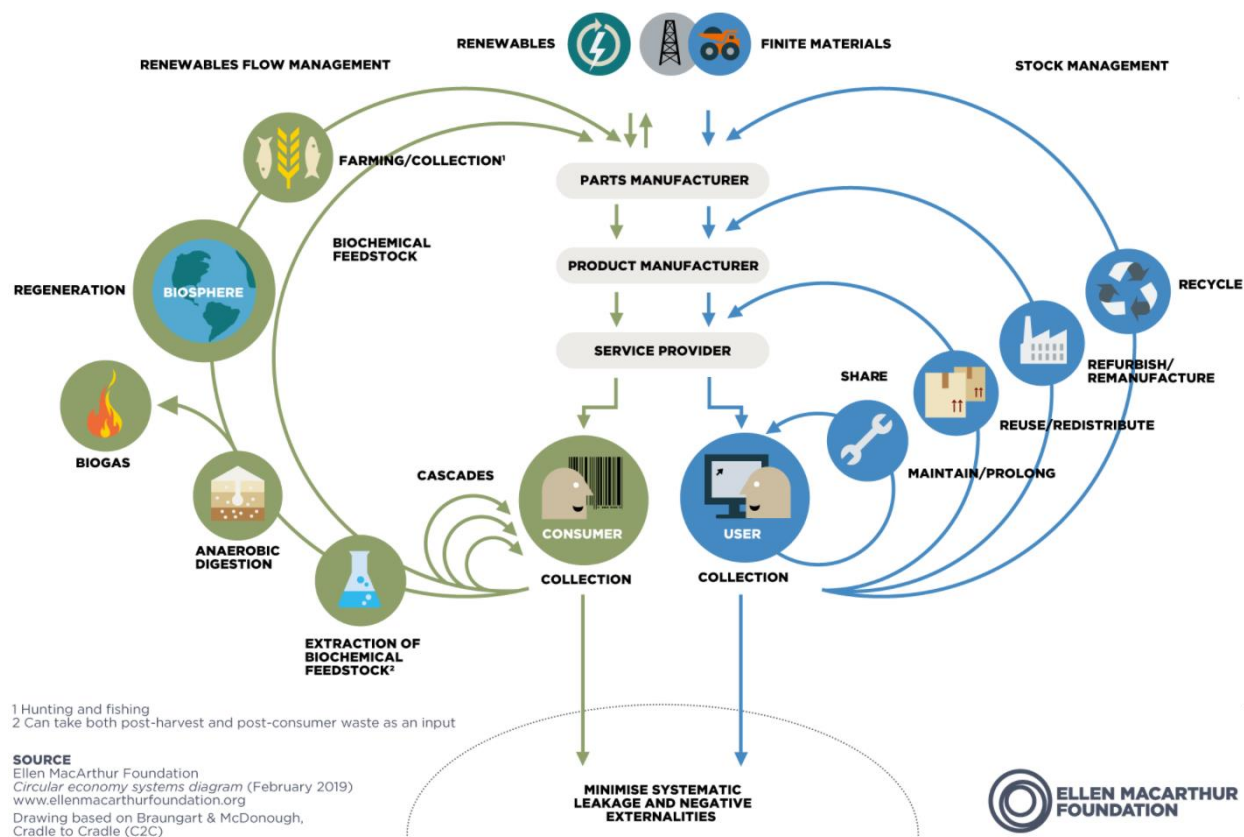 RENEWABLES
FINITE MATERIALS
RENEWABLES FLOW MANAGEMENT
STOCK MANAGEMENT
FARMING/COLLECTION¹
PARTS MANUFACTURER
BIOCHEMICAL
FEEDSTOCK
PRODUCT MANUFACTURER
REGENERATION
BIOSPHERE
RECYCLE
SERVICE PROVIDER
SHARE
REFURBISH/
REMANUFACTURE
REUSE/REDISTRIBUTE
BIOGAS
CASCADES
MAINTAIN/PROLONG
CONSUMER
USER
ANAEROBIC
DIGESTION
COLLECTION
COLLECTION
EXTRACTION OF
BIOCHEMICAL
FEEDSTOCK²
1 Hunting and fishing
2 Can take both post-harvest and post-consumer waste as an input
SOURCE
Ellen MacArthur Foundation
Circular economy systems diagram (February 2019)
www.ellenmacarthurfoundation.org
Drawing based on Braungart & McDonough,
Cradle to Cradle (C2C)
MINIMISE SYSTEMATIC
LEAKAGE AND NEGATIVE
EXTERNALITIES
ELLEN MACARTHUR
FOUNDATION